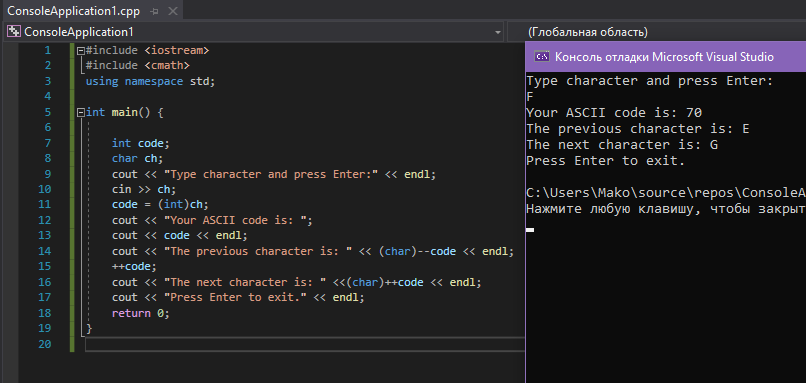 ConsoleApplication1.cpp
ConsoleApplication1
(Глобальная область)
1 #include <iostream>
2 #include <cmath>
3 using namespace std;
4
5 int main() {
6
7 int code;
8 char ch;
9 cout << "Type character and press Enter:" << endl;
10 cin >> ch;
11 code = (int)ch;
12 cout << "Your ASCII code is: ";
13 cout << code << endl;
14 cout << "The previous character is: " << (char)--code << endl;
15 ++code;
16 cout << "The next character is: " <<(char)++code << endl;
17 cout << "Press Enter to exit." << endl;
18 return 0;
19 }
20
Консоль отладки Microsoft Visual Studio
Type character and press Enter:
F
Your ASCII code is: 70
The previous character is: E
The next character is: G
Press Enter to exit.
C:\Users\Mako\source\repos\ConsoleA
Нажмите любую клавишу, чтобы закрыт